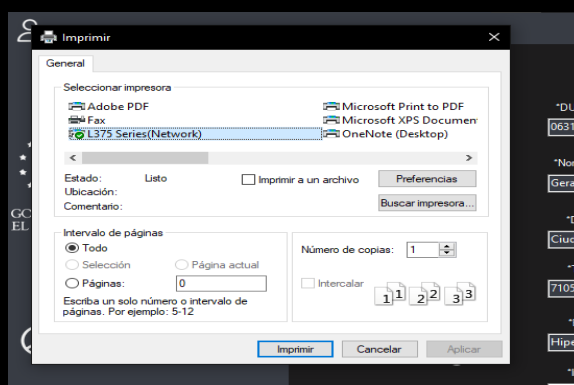 Imprimir
General
Seleccionar impresora
Adobe PDF
Microsoft Print to PDF
Fax
Microsoft XPS Documen
L375 Series(Network)
OneNote (Desktop)
Estado: Listo
Imprimir a un archivo
Preferencias
Ubicación:
Comentario:
Buscar impresora...
Intervalo de páginas
Todo
Selección
Página actual
Páginas: 0
Escriba un solo número o intervalo de
páginas. Por ejemplo: 5-12
Número de copias: 1
Intercalar
1 1 2 2 3 3
Imprimir
Cancelar
Aplicar
GO
EL
*DU
0631
*Nor
Gera
*D
Ciud
7105
Hipe